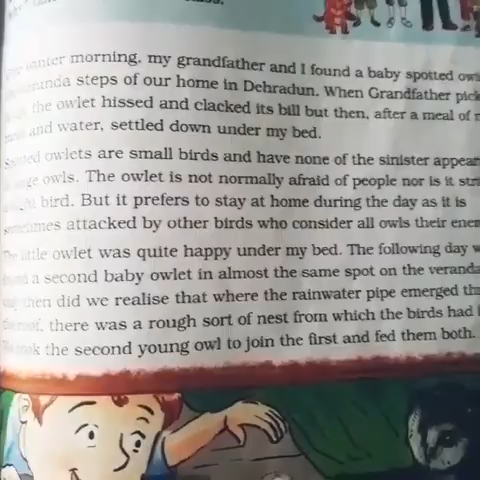 winter morning, my grandfather and I found a baby spotted
steps of our home in Dehradun. When Grandfather
the owlet hissed and clacked its bill but then, after a meal of
and water, settled down under my bed.
owlets are small birds and have none of the sinister
owls. The owlet is not normally afraid of people nor is it
bird. But it prefers to stay at home during the day as it is
attacked by other birds who consider all owls their
little owlet was quite happy under my bed. The following day
a second baby owlet in almost the same spot on the
then did we realise that where the rainwater pipe emerged
there was a rough sort of nest from which the birds had
the second young owl to join the first and fed them both.